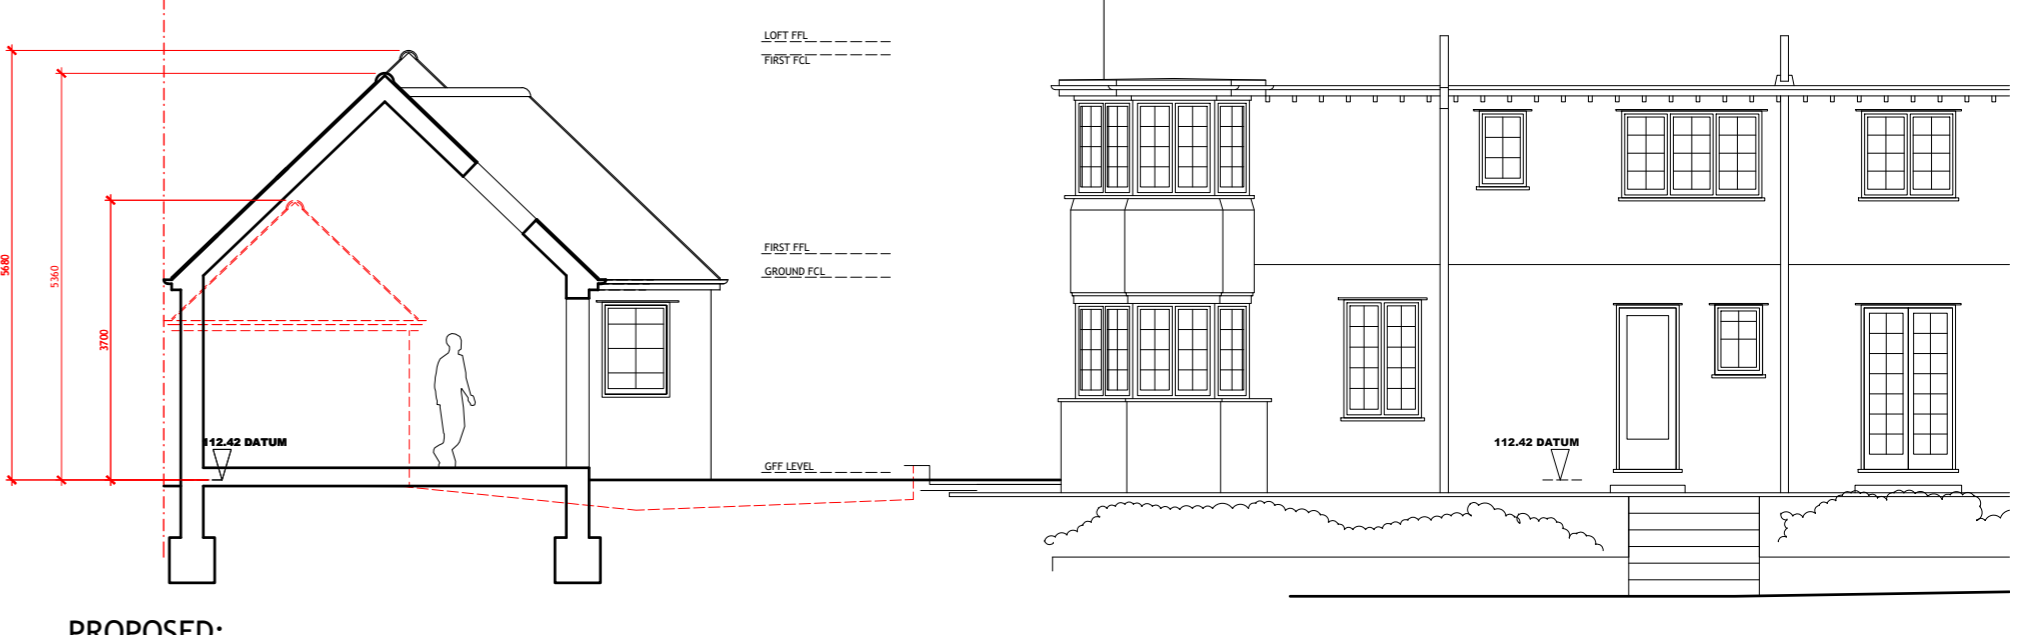 LOFT FFL
FIRST FCL
FIRST FFL
GROUND FCL
GFF LEVEL
5680
5360
3700
112.42 DATUM
112.42 DATUM
PROPOSED: